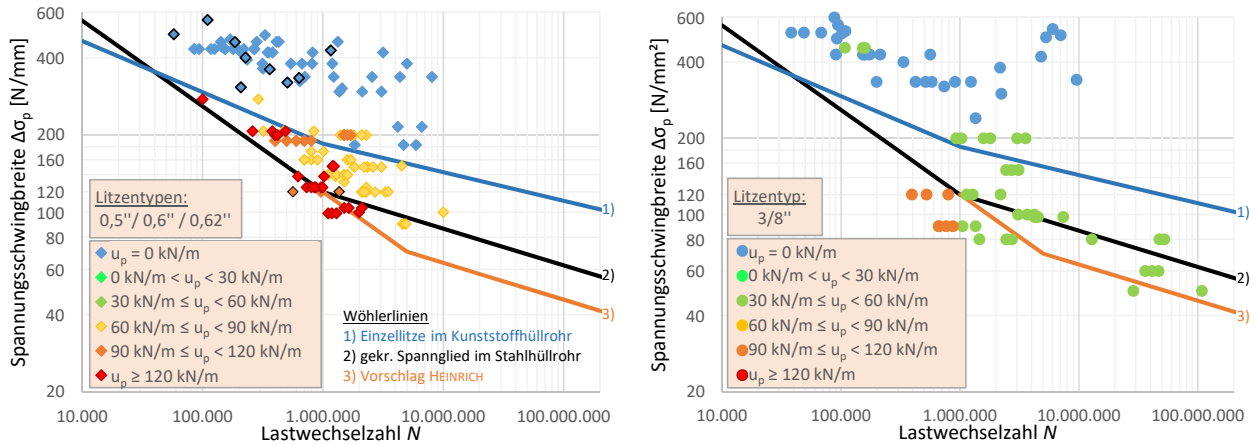 Spannungsschwingbreite Δσp [N/mm]
600
400
200
160
120
100
80
60
40
20
Litzentypen:
0,5''/ 0,6'' / 0,62''
up = 0 kN/m
0 kN/m < up < 30 kN/m
30 kN/m ≤ up < 60 kN/m
60 kN/m ≤ up < 90 kN/m
90 kN/m ≤ up < 120 kN/m
up ≥ 120 kN/m
Wöhlerlinien
1) Einzellitze im Kunststoffhüllrohr
2) gekr. Spannglied im Stahlhüllrohr
3) Vorschlag HEINRICH
1)
2)
3)
10.000
100.000
1.000.000
10.000.000
100.000.000
Lastwechselzahl N
Spannungsschwingbreite Δσp [N/mm²]
600
400
200
160
120
100
80
60
40
20
Litzentyp:
3/8''
up = 0 kN/m
0 kN/m < up < 30 kN/m
30 kN/m ≤ up < 60 kN/m
60 kN/m ≤ up < 90 kN/m
90 kN/m ≤ up < 120 kN/m
up ≥ 120 kN/m
1)
2)
3)
10.000
100.000
1.000.000
10.000.000
100.000.000
Lastwechselzahl N